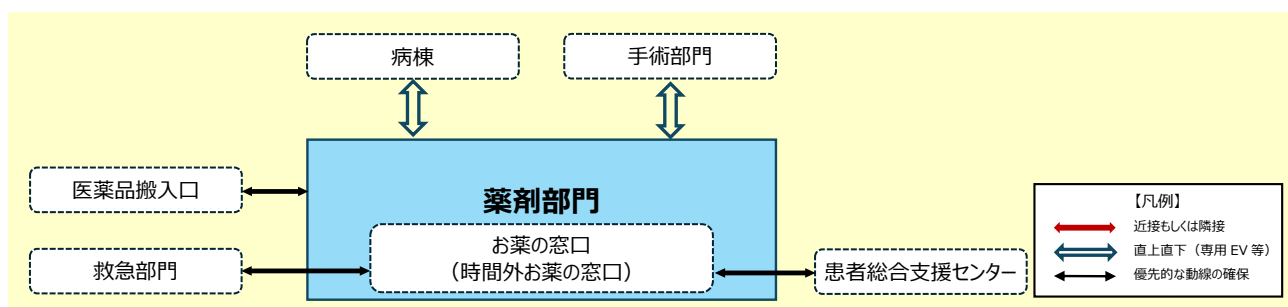 病棟
手術部門
医薬品搬入口
薬剤部門
お薬の窓口
（時間外お薬の窓口）
救急部門
患者総合支援センター
【凡例】
近接もしくは隣接
直上直下（専用 EV 等）
優先的な動線の確保